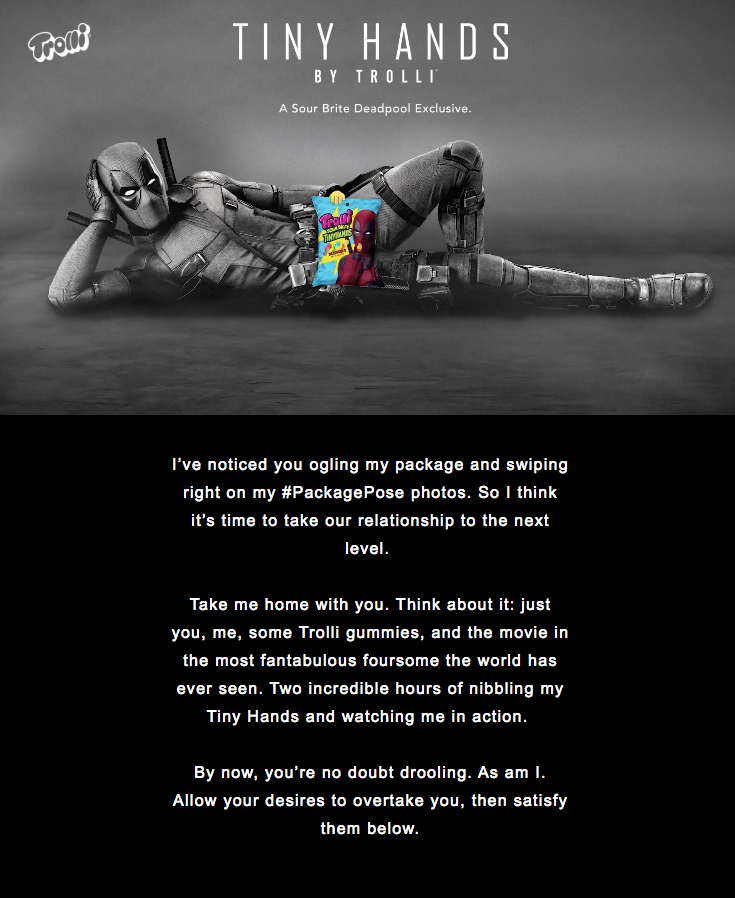 Trolli
TINY HANDS
BY TROLLI
A Sour Brite Deadpool Exclusive.
Trolli
SOUR BRITE
TINY HANDS
I’ve noticed you ogling my package and swiping
right on my #PackagePose photos. So I think
it’s time to take our relationship to the next
level.
Take me home with you. Think about it: just
you, me, some Trolli gummies, and the movie in
the most fantabulous foursome the world has
ever seen. Two incredible hours of nibbling my
Tiny Hands and watching me in action.
By now, you’re no doubt drooling. As am I.
Allow your desires to overtake you, then satisfy
them below.